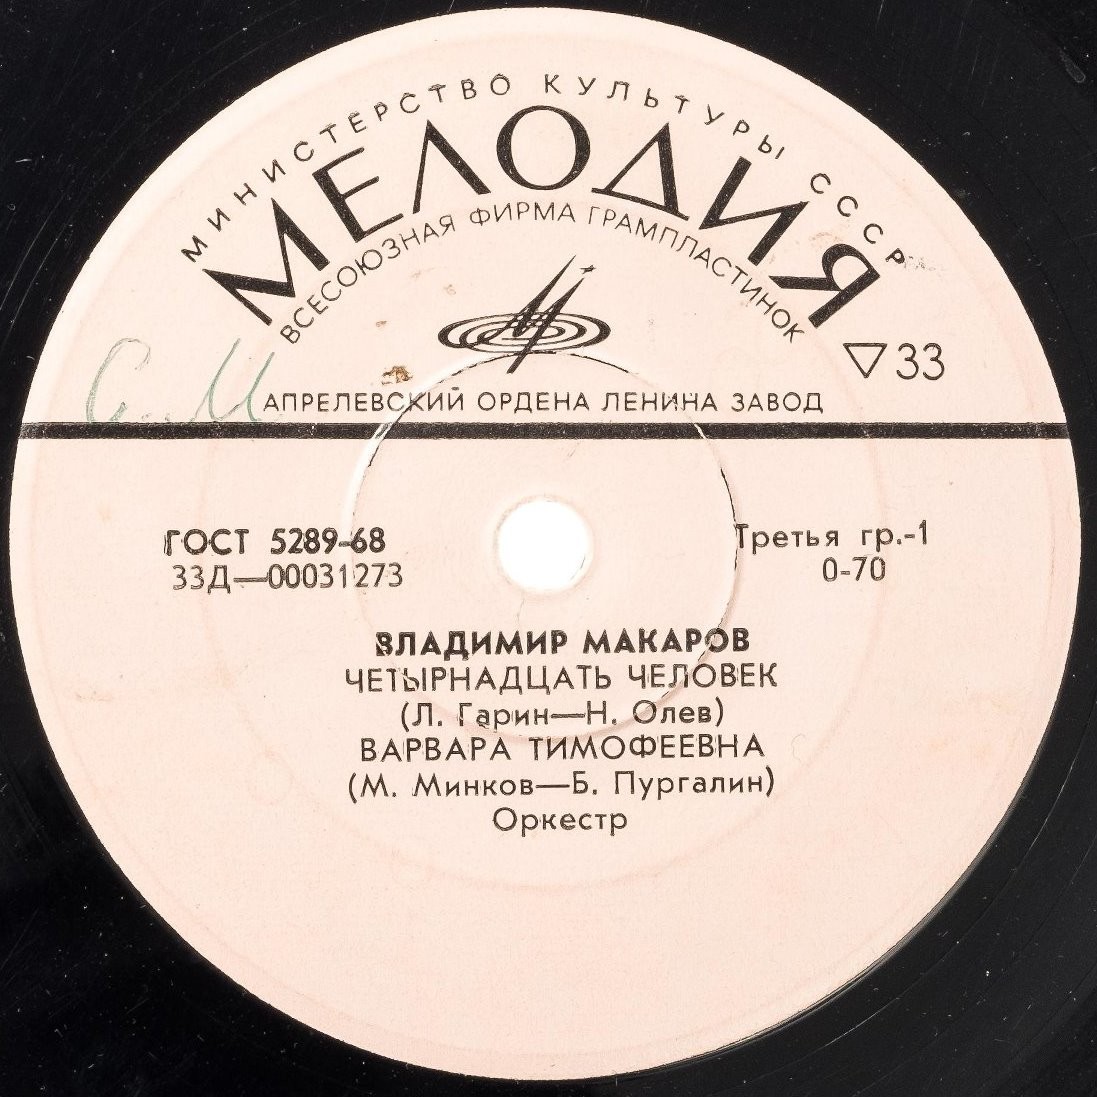 МИНИСТЕРСТВО КУЛЬТУРЫ СССР
МЕЛОДИЯ
ВСЕСОЮЗНАЯ ФИРМА ГРАМПЛАСТИНОК
33
АПРЕЛЕВСКИЙ ОРДЕНА ЛЕНИНА ЗАВОД
ГОСТ 5289-68
Третья гр.-1
33Д—00031273
0-70
ВЛАДИМИР МАКАРОВ
ЧЕТЫРНАДЦАТЬ ЧЕЛОВЕК
(Л. Гарин—Н. Олев)
ВАРВАРА ТИМОФЕЕВНА
(М. Минков—Б. Пургалин)
Оркестр